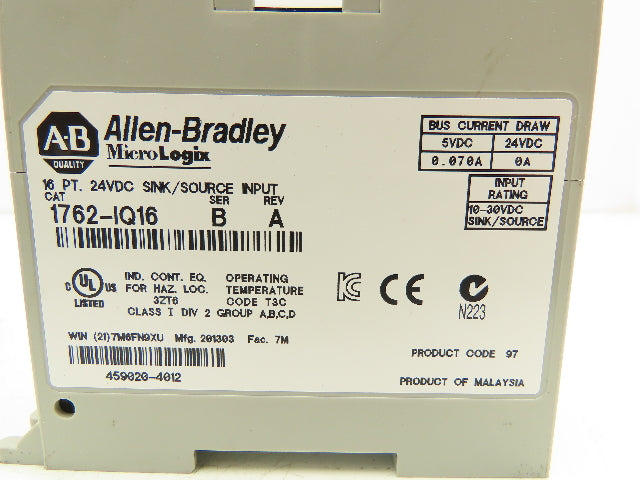 A-B QUALITY
Allen-Bradley
MicroLogix
16 PT. 24VDC SINK/SOURCE INPUT
CAT SER REV
1762-IQ16 B A
BUS CURRENT DRAW
5VDC 24VDC
0.070A 0A
INPUT
RATING
10-30VDC
SINK/SOURCE
C UL US
LISTED
IND. CONT. EQ.
FOR HAZ. LOC.
3ZT6
OPERATING
TEMPERATURE
CODE T3C
CLASS I DIV 2 GROUP A,B,C,D
CE
N223
WIN (21)7M6FN9XU Mfg. 201303 Fac. 7M
459020-4012
PRODUCT CODE 97
PRODUCT OF MALAYSIA